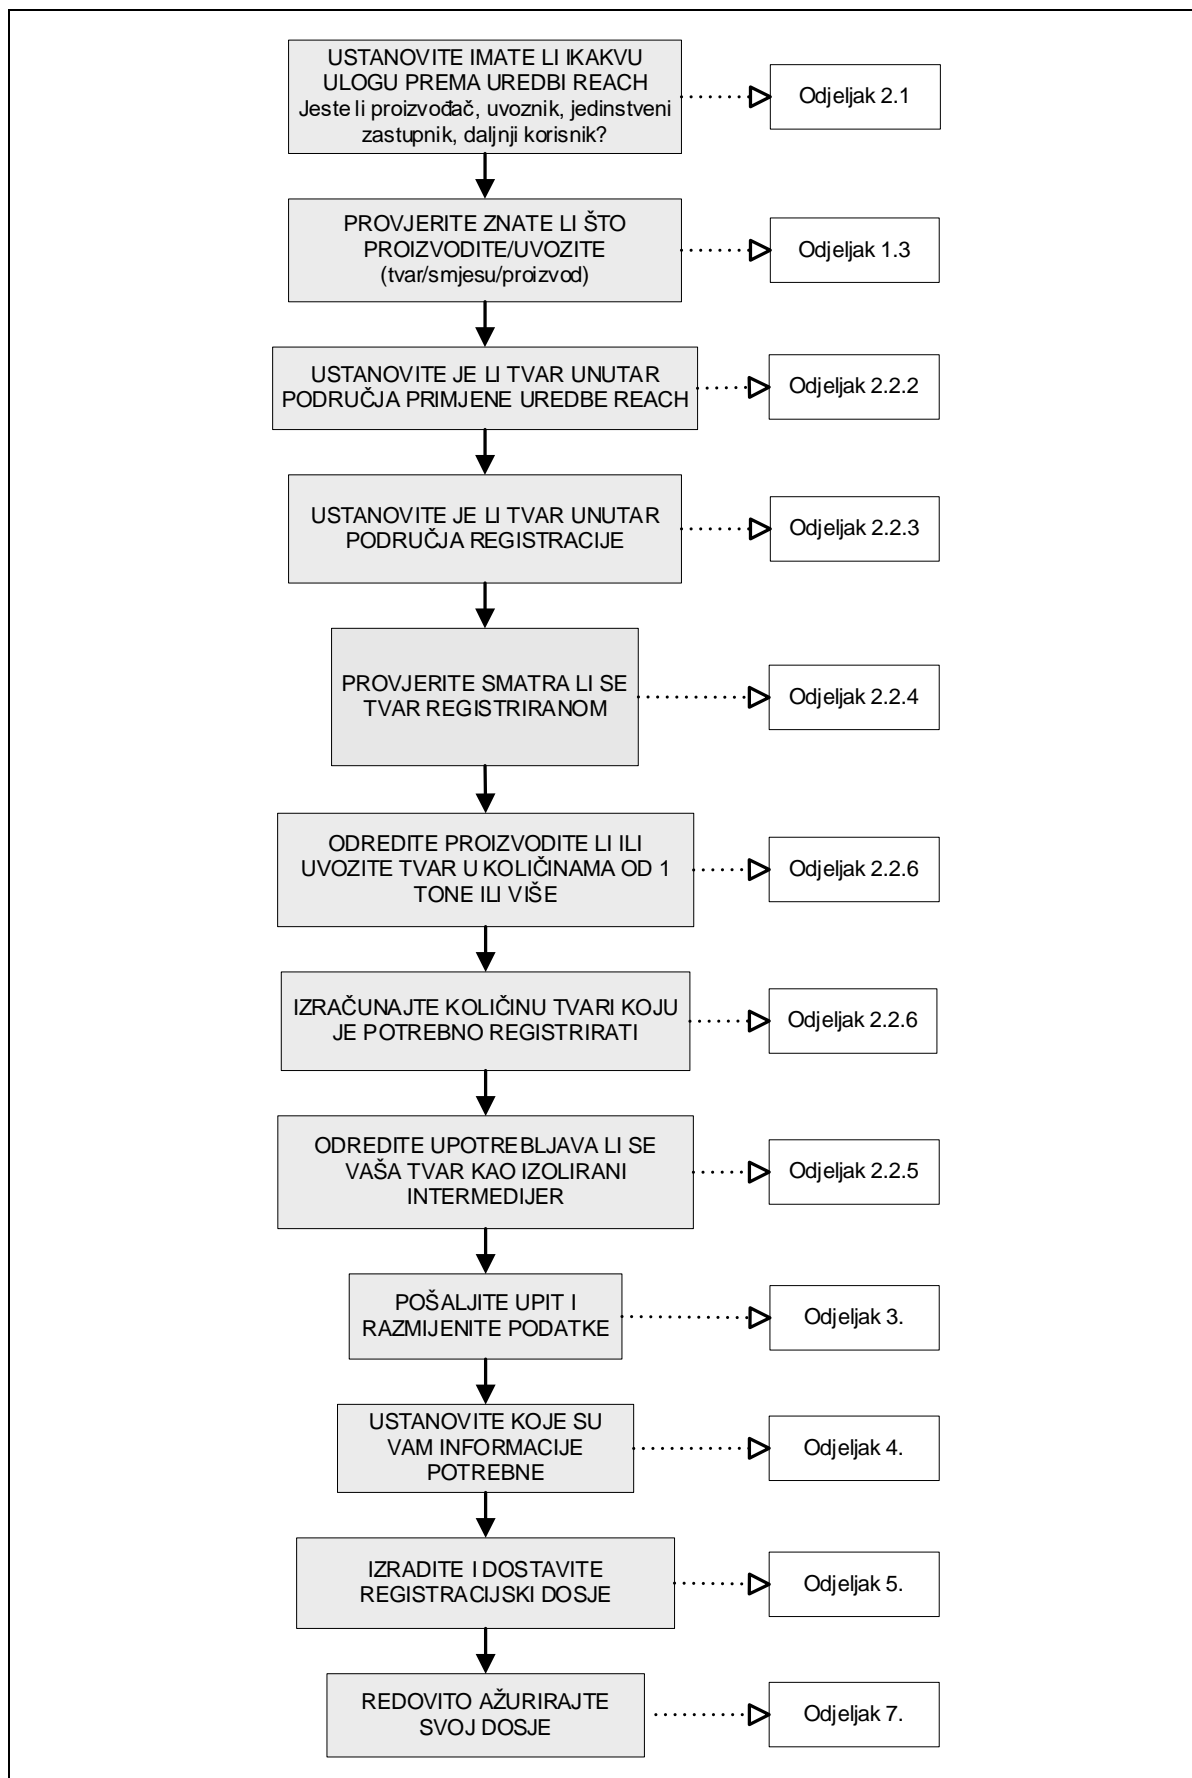 USTANOVITE IMATE LI IKAKVU
ULOGU PREMA UREDBI REACH
Jeste li proizvođač, uvoznik, jedinstveni
zastupnik, daljnji korisnik?
Odjeljak 2.1
PROVJERITE ZNATE LI ŠTO
PROIZVODITE/UVOZITE
(tvar/smjesu/proizvod)
Odjeljak 1.3
USTANOVITE JE LI TVAR UNUTAR
PODRUČJA PRIMJENE UREDBE REACH
Odjeljak 2.2.2
USTANOVITE JE LI TVAR UNUTAR
PODRUČJA REGISTRACIJE
Odjeljak 2.2.3
PROVJERITE SMATRA LI SE
TVAR REGISTRIRANOM
Odjeljak 2.2.4
ODREDITE PROIZVODITE LI ILI
UVOZITE TVAR U KOLIČINAMA OD 1
TONE ILI VIŠE
Odjeljak 2.2.6
IZRAČUNAJTE KOLIČINU TVARI KOJU
JE POTREBNO REGISTRIRATI
Odjeljak 2.2.6
ODREDITE UPOTREBLJAVA LI SE
VAŠA TVAR KAO IZOLIRANI
INTERMEDIJER
Odjeljak 2.2.5
POŠALJITE UPIT I
RAZMIJENITE PODATKE
Odjeljak 3.
USTANOVITE KOJE SU
VAM INFORMACIJE
POTREBNE
Odjeljak 4.
IZRADITE I DOSTAVITE
REGISTRACIJSKI DOSJE
Odjeljak 5.
REDOVITO AŽURIRAJTE
SVOJ DOSJE
Odjeljak 7.